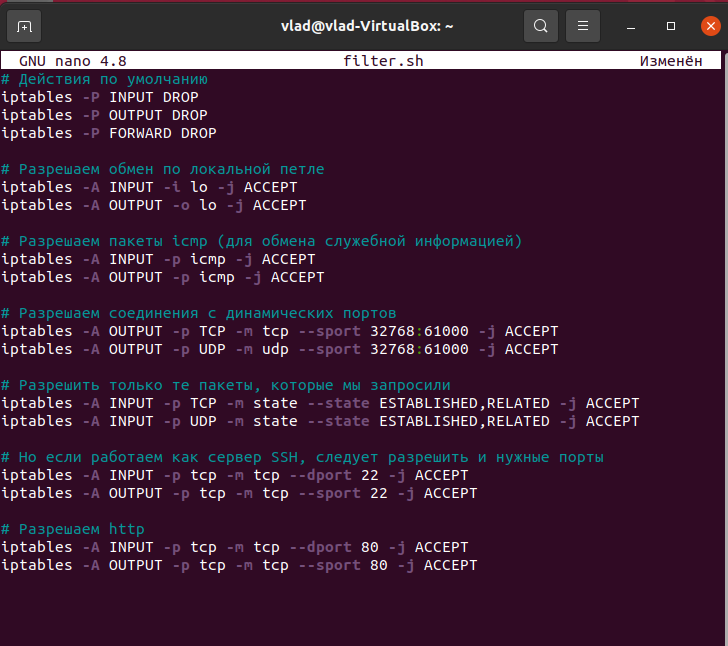 vlad@vlad-VirtualBox: ~
GNU nano 4.8 filter.sh Изменён
# Действия по умолчанию
iptables -P INPUT DROP
iptables -P OUTPUT DROP
iptables -P FORWARD DROP
# Разрешаем обмен по локальной петле
iptables -A INPUT -i lo -j ACCEPT
iptables -A OUTPUT -o lo -j ACCEPT
# Разрешаем пакеты icmp (для обмена служебной информацией)
iptables -A INPUT -p icmp -j ACCEPT
iptables -A OUTPUT -p icmp -j ACCEPT
# Разрешаем соединения с динамических портов
iptables -A OUTPUT -p TCP -m tcp --sport 32768:61000 -j ACCEPT
iptables -A OUTPUT -p UDP -m udp --sport 32768:61000 -j ACCEPT
# Разрешить только те пакеты, которые мы запросили
iptables -A INPUT -p TCP -m state --state ESTABLISHED,RELATED -j ACCEPT
iptables -A INPUT -p UDP -m state --state ESTABLISHED,RELATED -j ACCEPT
# Но если работаем как сервер SSH, следует разрешить и нужные порты
iptables -A INPUT -p tcp -m tcp --dport 22 -j ACCEPT
iptables -A OUTPUT -p tcp -m tcp --sport 22 -j ACCEPT
# Разрешаем http
iptables -A INPUT -p tcp -m tcp --dport 80 -j ACCEPT
iptables -A OUTPUT -p tcp -m tcp --sport 80 -j ACCEPT